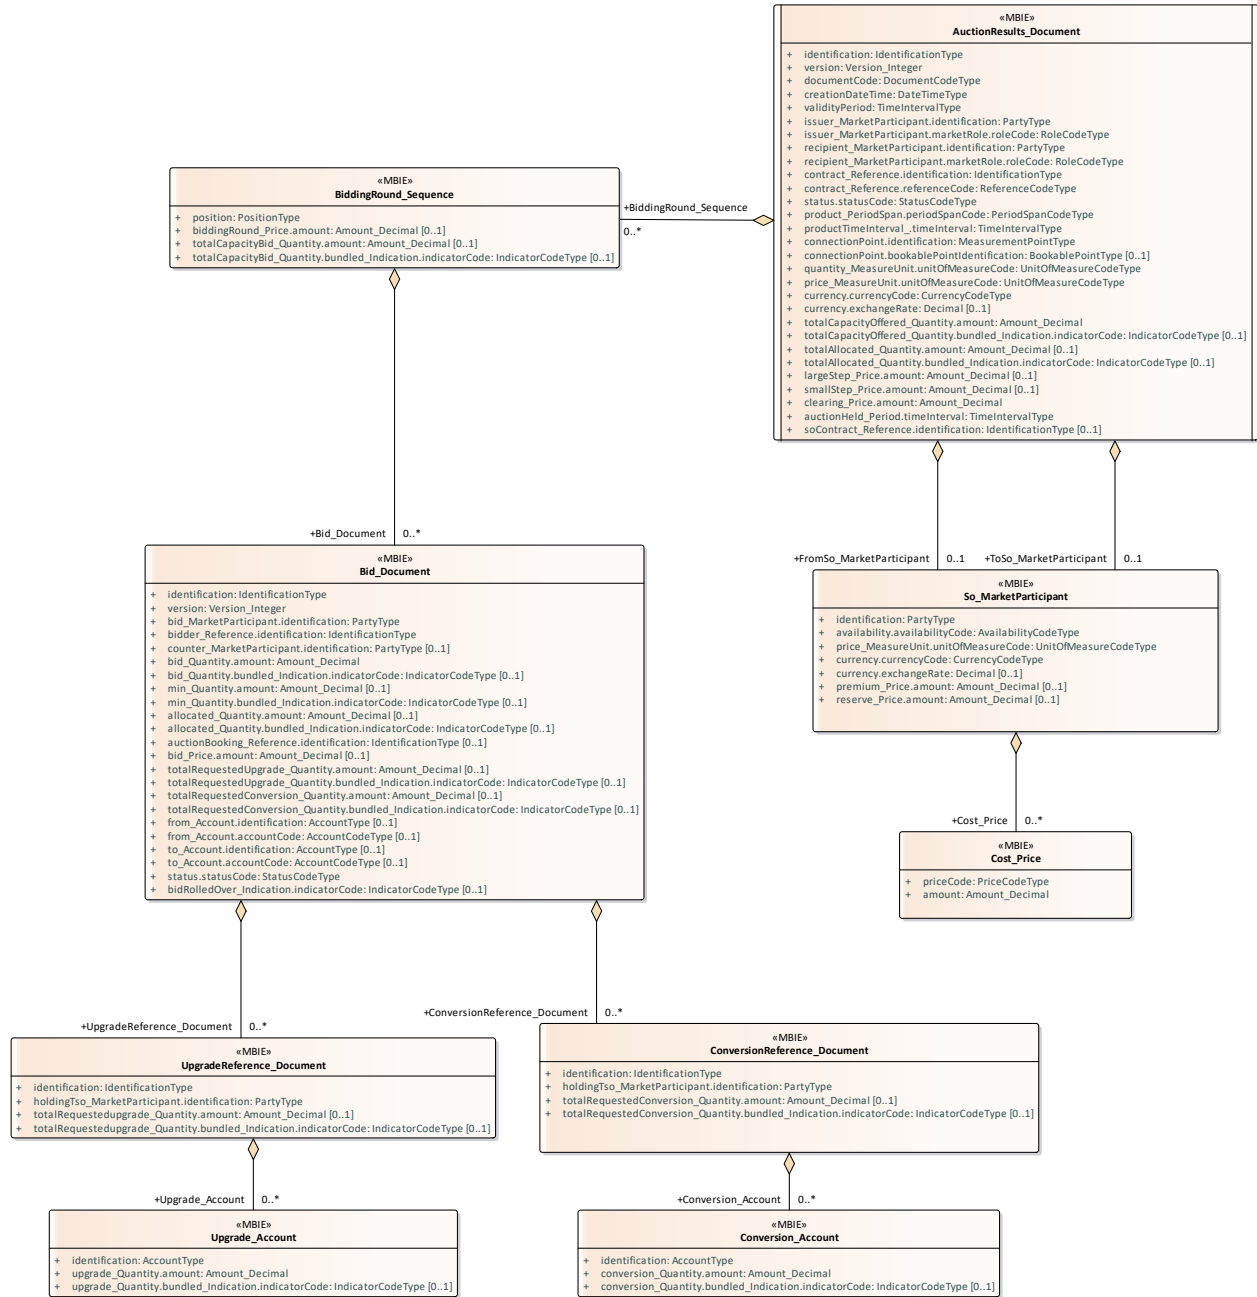 «MBIE»
AuctionResults_Document
+ identification: IdentificationType
+ version: Version_Integer
+ documentCode: DocumentCodeType
+ creationDateTime: DateTimeType
+ validityPeriod: TimeIntervalType
+ issuer_MarketParticipant.identification: PartyType
+ issuer_MarketParticipant.marketRole.roleCode: RoleCodeType
+ recipient_MarketParticipant.identification: PartyType
+ recipient_MarketParticipant.marketRole.roleCode: RoleCodeType
+ contract_Reference.identification: IdentificationType
+ contract_Reference.referenceCode: ReferenceCodeType
+ status.statusCode: StatusCodeType
+ product_PeriodSpan.periodSpanCode: PeriodSpanCodeType
+ productTimeInterval_.timeInterval: TimeIntervalType
+ connectionPoint.identification: MeasurementPointType
+ connectionPoint.bookablePointIdentification: BookablePointType [0..1]
+ quantity_MeasureUnit.unitOfMeasureCode: UnitOfMeasureCodeType
+ price_MeasureUnit.unitOfMeasureCode: UnitOfMeasureCodeType
+ currency.currencyCode: CurrencyCodeType
+ currency.exchangeRate: Decimal [0..1]
+ totalCapacityOffered_Quantity.amount: Amount_Decimal
+ totalCapacityOffered_Quantity.bundled_Indication.indicatorCode: IndicatorCodeType [0..1]
+ totalAllocated_Quantity.amount: Amount_Decimal [0..1]
+ totalAllocated_Quantity.bundled_Indication.indicatorCode: IndicatorCodeType [0..1]
+ largeStep_Price.amount: Amount_Decimal [0..1]
+ smallStep_Price.amount: Amount_Decimal [0..1]
+ clearing_Price.amount: Amount_Decimal
+ auctionHeld_Period.timeInterval: TimeIntervalType
+ soContract_Reference.identification: IdentificationType [0..1]
«MBIE»
BiddingRound_Sequence
+ position: PositionType
+ biddingRound_Price.amount: Amount_Decimal [0..1]
+ totalCapacityBid_Quantity.amount: Amount_Decimal [0..1]
+ totalCapacityBid_Quantity.bundled_Indication.indicatorCode: IndicatorCodeType [0..1]
+BiddingRound_Sequence
0..*
+Bid_Document 0..*
«MBIE»
Bid_Document
+ identification: IdentificationType
+ version: Version_Integer
+ bid_MarketParticipant.identification: PartyType
+ bidder_Reference.identification: IdentificationType
+ counter_MarketParticipant.identification: PartyType [0..1]
+ bid_Quantity.amount: Amount_Decimal
+ bid_Quantity.bundled_Indication.indicatorCode: IndicatorCodeType [0..1]
+ min_Quantity.amount: Amount_Decimal [0..1]
+ min_Quantity.bundled_Indication.indicatorCode: IndicatorCodeType [0..1]
+ allocated_Quantity.amount: Amount_Decimal [0..1]
+ allocated_Quantity.bundled_Indication.indicatorCode: IndicatorCodeType [0..1]
+ auctionBooking_Reference.identification: IdentificationType [0..1]
+ bid_Price.amount: Amount_Decimal [0..1]
+ totalRequestedUpgrade_Quantity.amount: Amount_Decimal [0..1]
+ totalRequestedUpgrade_Quantity.bundled_Indication.indicatorCode: IndicatorCodeType [0..1]
+ totalRequestedConversion_Quantity.amount: Amount_Decimal [0..1]
+ totalRequestedConversion_Quantity.bundled_Indication.indicatorCode: IndicatorCodeType [0..1]
+ from_Account.identification: AccountType [0..1]
+ from_Account.accountCode: AccountCodeType [0..1]
+ to_Account.identification: AccountType [0..1]
+ to_Account.accountCode: AccountCodeType [0..1]
+ status.statusCode: StatusCodeType
+ bidRolledOver_Indication.indicatorCode: IndicatorCodeType [0..1]
+FromSo_MarketParticipant 0..1 +ToSo_MarketParticipant 0..1
«MBIE»
So_MarketParticipant
+ identification: PartyType
+ availability.availabilityCode: AvailabilityCodeType
+ price_MeasureUnit.unitOfMeasureCode: UnitOfMeasureCodeType
+ currency.currencyCode: CurrencyCodeType
+ currency.exchangeRate: Decimal [0..1]
+ premium_Price.amount: Amount_Decimal [0..1]
+ reserve_Price.amount: Amount_Decimal [0..1]
+Cost_Price 0..*
«MBIE»
Cost_Price
+ priceCode: PriceCodeType
+ amount: Amount_Decimal
+UpgradeReference_Document 0..*
«MBIE»
UpgradeReference_Document
+ identification: IdentificationType
+ holdingTso_MarketParticipant.identification: PartyType
+ totalRequestedupgrade_Quantity.amount: Amount_Decimal [0..1]
+ totalRequestedupgrade_Quantity.bundled_Indication.indicatorCode: IndicatorCodeType [0..1]
+ConversionReference_Document 0..*
«MBIE»
ConversionReference_Document
+ identification: IdentificationType
+ holdingTso_MarketParticipant.identification: PartyType
+ totalRequestedConversion_Quantity.amount: Amount_Decimal [0..1]
+ totalRequestedConversion_Quantity.bundled_Indication.indicatorCode: IndicatorCodeType [0..1]
+Upgrade_Account 0..*
«MBIE»
Upgrade_Account
+ identification: AccountType
+ upgrade_Quantity.amount: Amount_Decimal
+ upgrade_Quantity.bundled_Indication.indicatorCode: IndicatorCodeType [0..1]
+Conversion_Account 0..*
«MBIE»
Conversion_Account
+ identification: AccountType
+ conversion_Quantity.amount: Amount_Decimal
+ conversion_Quantity.bundled_Indication.indicatorCode: IndicatorCodeType [0..1]